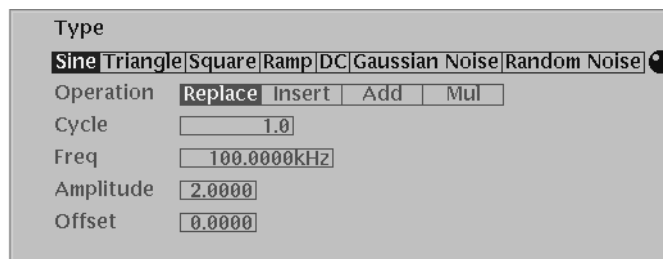 Type
Sine Triangle Square Ramp DC Gaussian Noise Random Noise
Operation Replace Insert Add Mul
Cycle 1.0
Freq 100.0000kHz
Amplitude 2.0000
Offset 0.0000